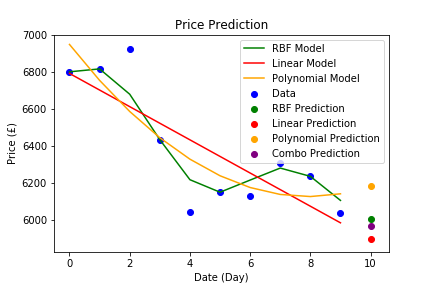 Price Prediction
7000
6800
6600
6400
6200
6000
Price (£)
RBF Model
Linear Model
Polynomial Model
Data
RBF Prediction
Linear Prediction
Polynomial Prediction
Combo Prediction
0 2 4 6 8 10
Date (Day)